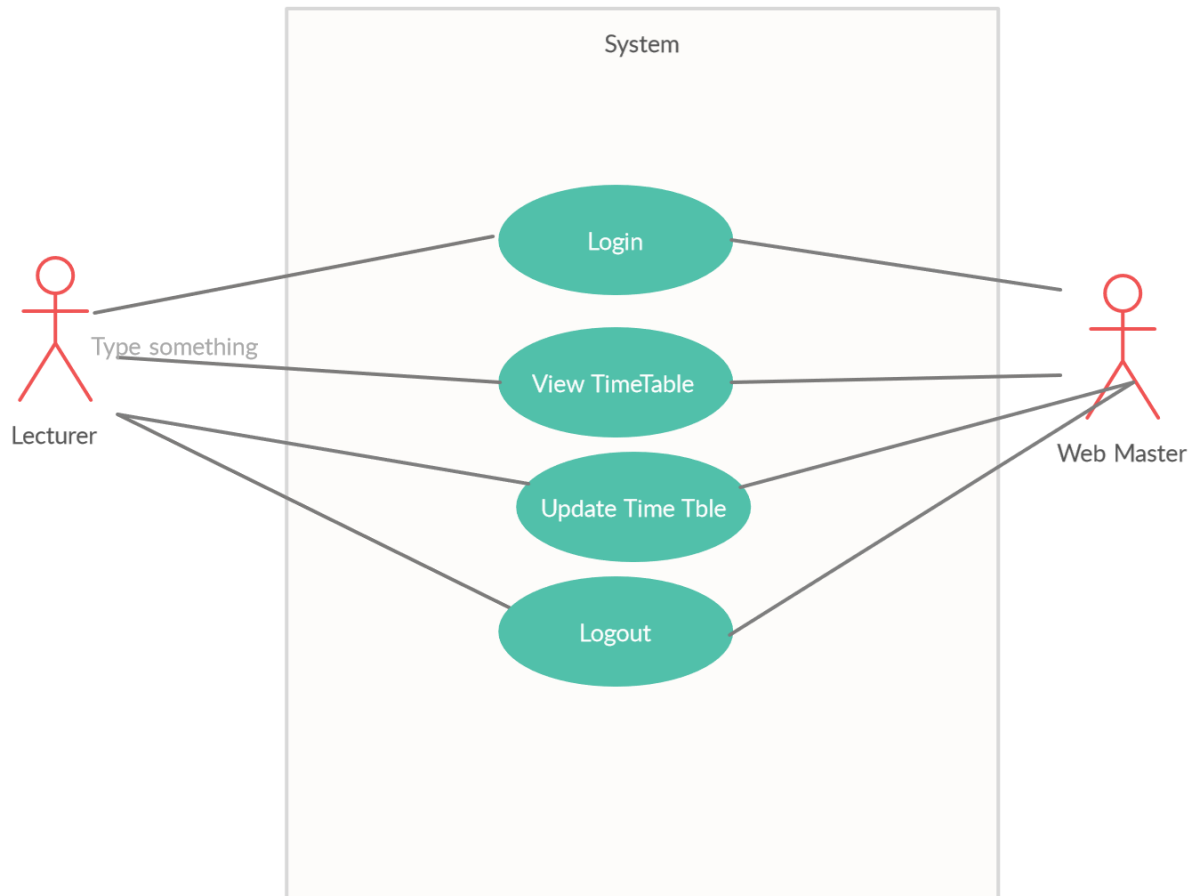 System
Login
Type something
View TimeTable
Lecturer
Web Master
Update Time Tble
Logout